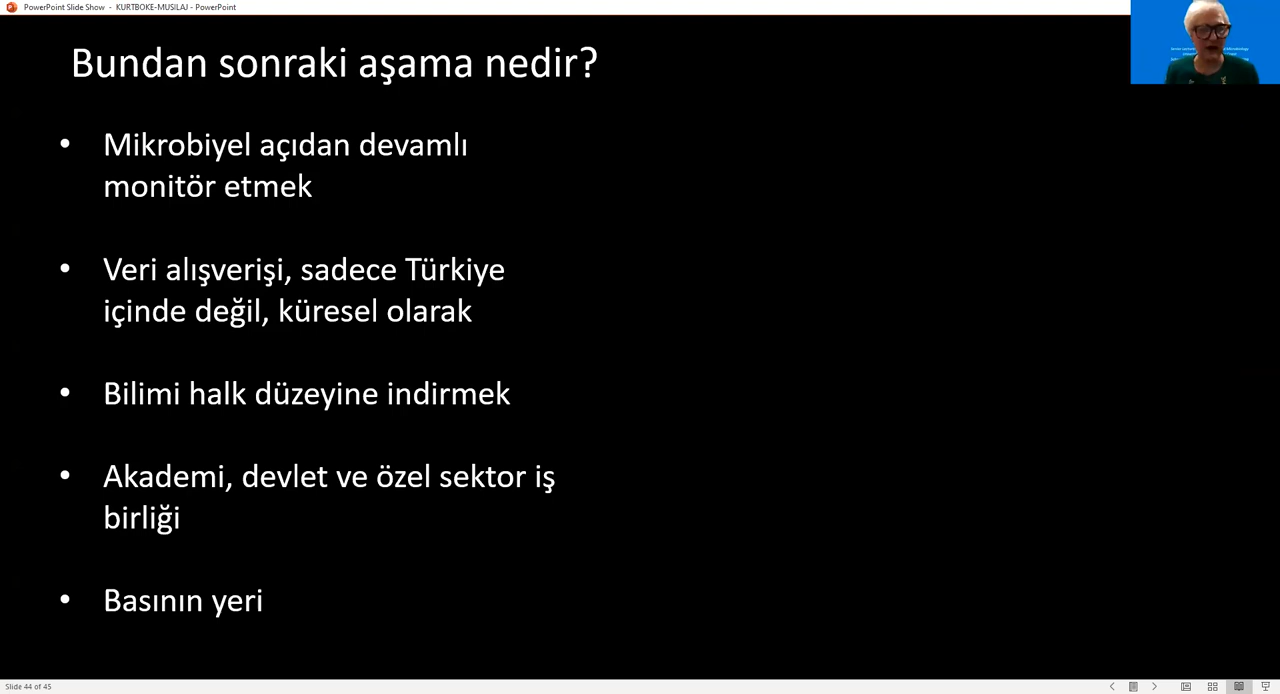 PowerPoint Slide Show - KURTBOKE-MUSILAJ - PowerPoint
Bundan sonraki aşama nedir?
• Mikrobiyel açıdan devamlı
monitör etmek
• Veri alışverişi, sadece Türkiye
içinde değil, küresel olarak
• Bilimi halk düzeyine indirmek
• Akademi, devlet ve özel sektor iş
birliği
• Basının yeri
Slide 44 of 45